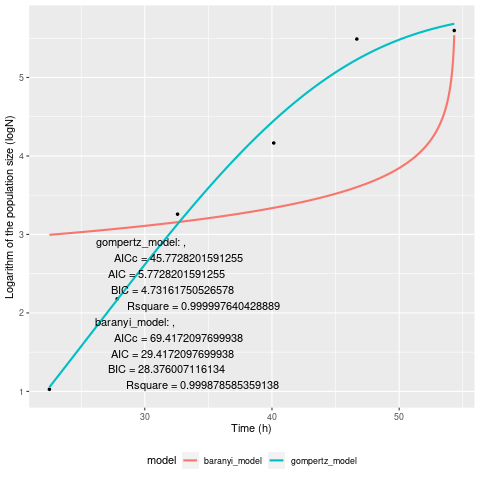 5
4
3
2
1
Logarithm of the population size (logN)
gompertz_model: ,
AICc = 45.7728201591255
AIC = 5.7728201591255
BIC = 4.73161750526578
Rsquare = 0.999997640428889
baranyi_model: ,
AICc = 69.4172097699938
AIC = 29.4172097699938
BIC = 28.376007116134
Rsquare = 0.999878585359138
30 40 50
Time (h)
model baranyi_model gompertz_model